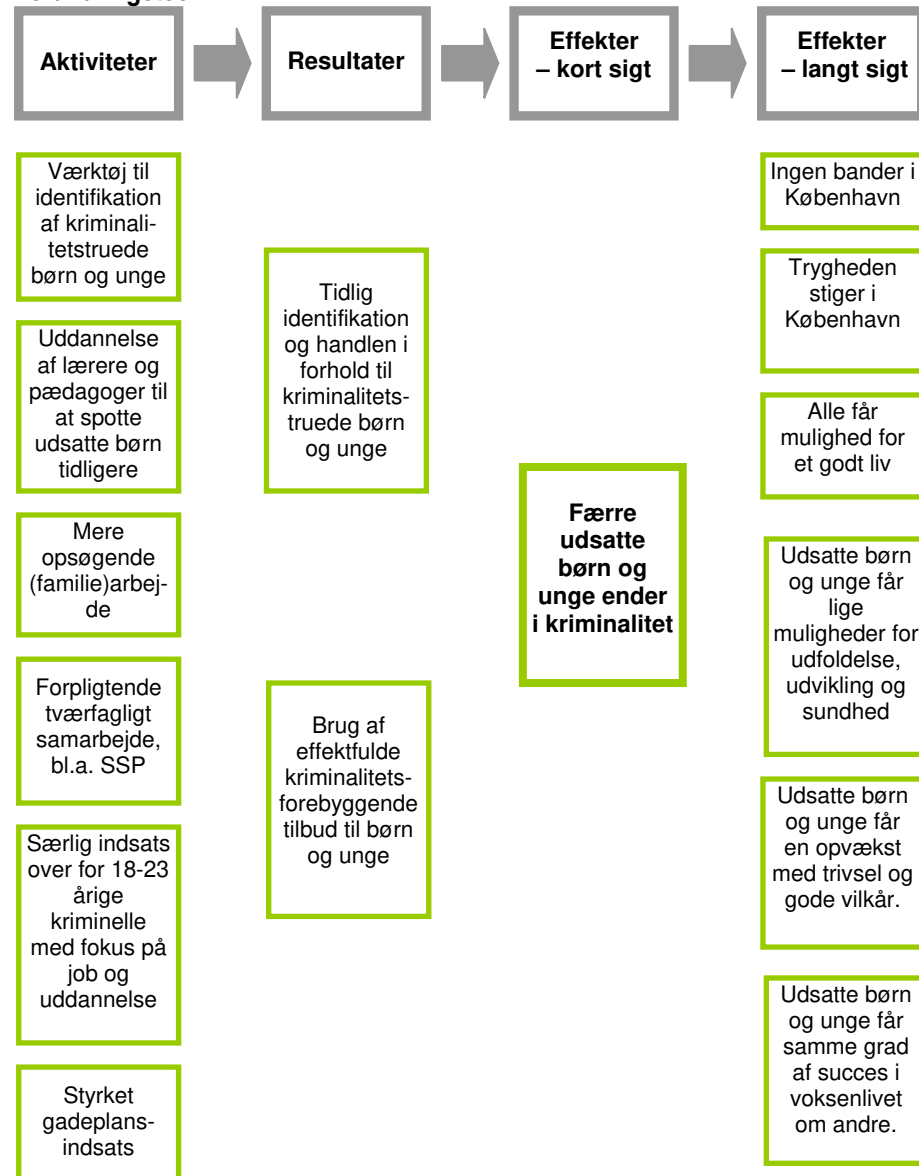 Aktiviteter
Resultater
Effekter
– kort sigt
Effekter
– langt sigt
Værktøj til
identifikation
af kriminali-
tetstruede
børn og unge
Uddannelse
af lærere og
pædagoger til
at spotte
udsatte børn
tidligere
Mere
opsøgende
(familie)arbej-
de
Forpligtende
tværfagligt
samarbejde,
bl.a. SSP
Særlig indsats
over for 18-23
årige
kriminelle
med fokus på
job og
uddannelse
Styrket
gadeplans-
indsats
Tidlig
identifikation
og handlen i
forhold til
kriminalitets-
truede børn
og unge
Brug af
effektfulde
kriminalitets-
forebyggende
tilbud til børn
og unge
Færre
udsatte
børn og
unge ender
i kriminalitet
Ingen bander i
København
Trygheden
stiger i
København
Alle får
mulighed for
et godt liv
Udsatte børn
og unge får
lige
muligheder for
udfoldelse,
udvikling og
sundhed
Udsatte børn
og unge får
en opvækst
med trivsel og
gode vilkår.
Udsatte børn
og unge får
samme grad
af succes i
voksenlivet
om andre.